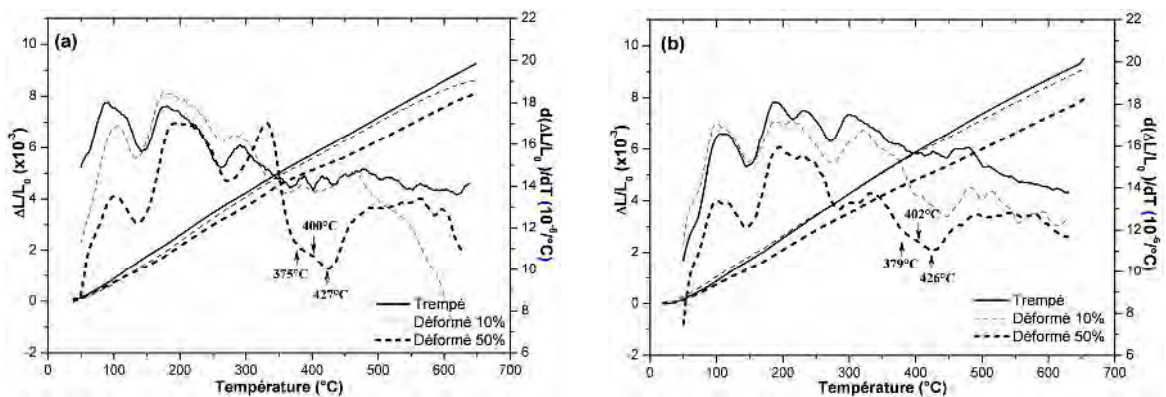 (a)
10
8
6
4
2
0
-2
ΔL/L₀ (x10⁻³)
22
20
18
16
14
12
10
8
6
d(ΔL/L₀)/dT (10⁻⁶/°C)
400°C
375°C
427°C
Trempé
Déformé 10%
Déformé 50%
0 100 200 300 400 500 600 700
Température (°C)
(b)
10
8
6
4
2
0
-2
ΔL/L₀ (x10⁻³)
22
20
18
16
14
12
10
8
6
d(ΔL/L₀)/dT (10⁻⁶/°C)
402°C
379°C
426°C
Trempé
Déformé 10%
Déformé 50%
0 100 200 300 400 500 600 700
Température (°C)